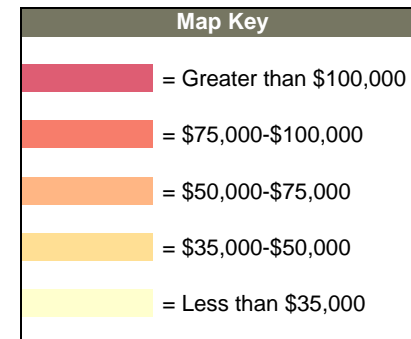 Map Key
= Greater than $100,000
= $75,000-$100,000
= $50,000-$75,000
= $35,000-$50,000
= Less than $35,000